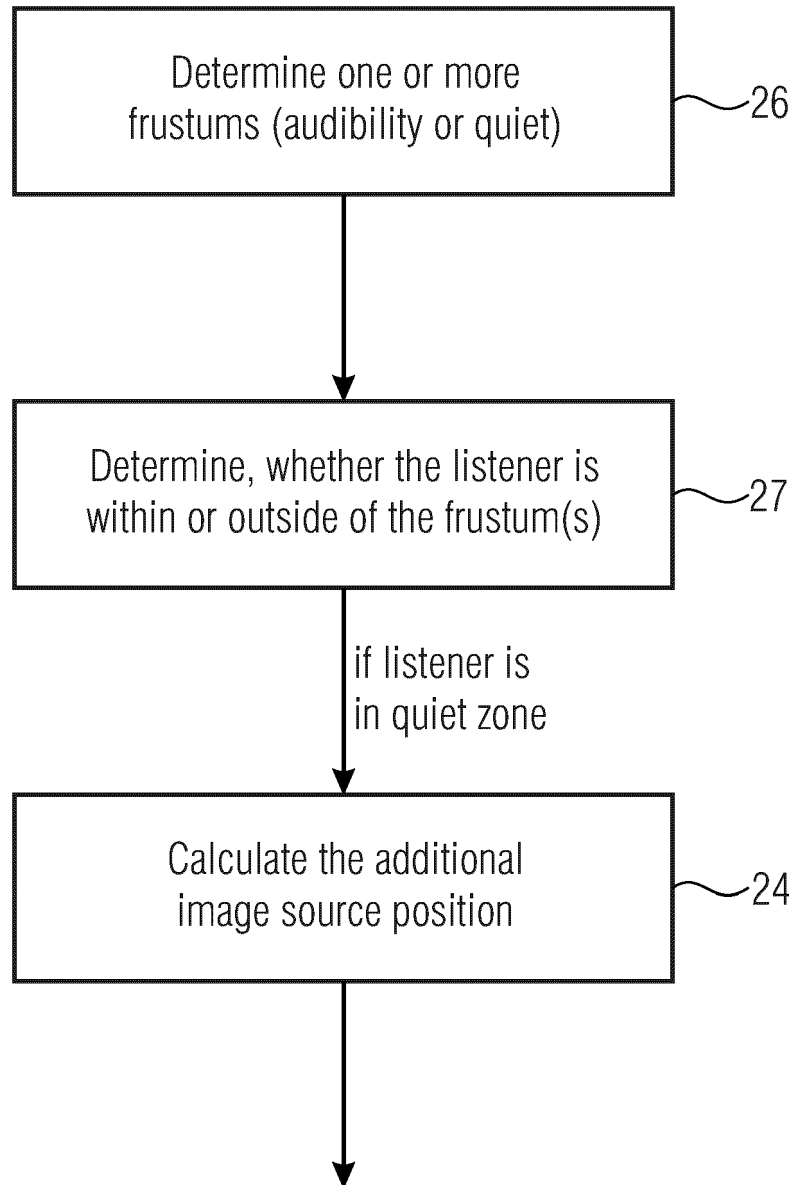 Determine one or more
frustums (audibility or quiet)
26
Determine, whether the listener is
within or outside of the frustum(s)
27
if listener is
in quiet zone
Calculate the additional
image source position
24